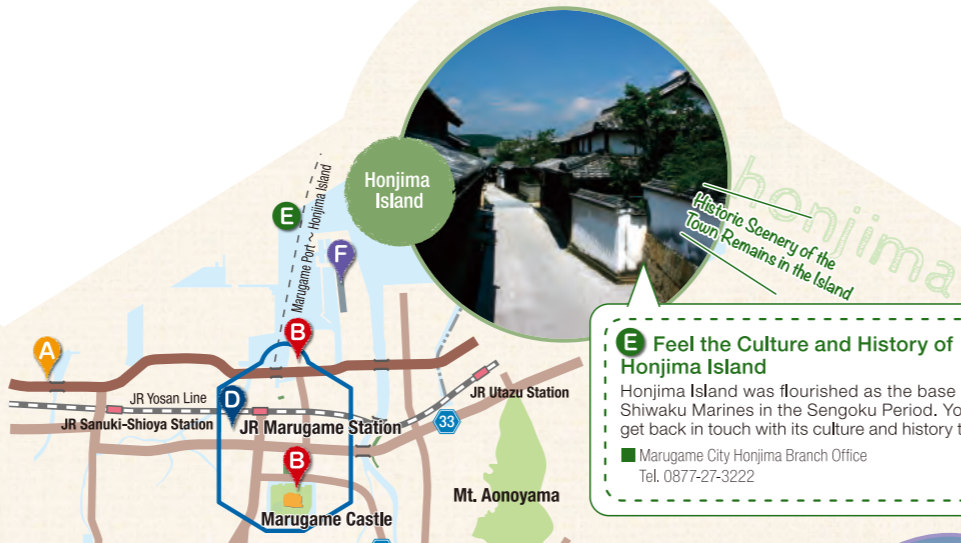 Honjima
Island
honjima
Historic Scenery of the
Town Remains in the Island
Marugame Port ~ Honjima Island
E
F
B
A
D
JR Yosan Line
JR Sanuki-Shioya Station
JR Marugame Station
JR Utazu Station
33
B
Marugame Castle
Mt. Aonoyama
E Feel the Culture and History of
Honjima Island
Honjima Island was flourished as the base
Shiwaku Marines in the Sengoku Period.
get back in touch with its culture and history
Marugame City Honjima Branch Office
Tel. 0877-27-3222